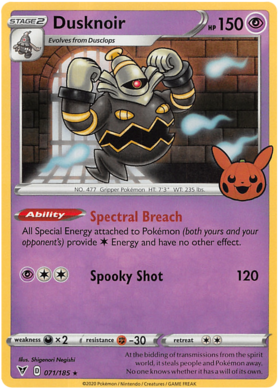 STAGE 2
Dusknoir
HP 150
Evolves from Dusclops
NO. 477 Gripper Pokémon HT: 7'3" WT: 235 lbs.
Ability Spectral Breach
All Special Energy attached to Pokémon (both yours and your
opponent's) provide Energy and have no other effect.
Spooky Shot 120
weakness ×2 resistance -30 retreat
Illus. Shigenori Negishi
071/185 ★
©2020 Pokémon / Nintendo / Creatures / GAME FREAK
At the bidding of transmissions from the spirit
world, it steals people and Pokémon away.
No one knows whether it has a will of its own.